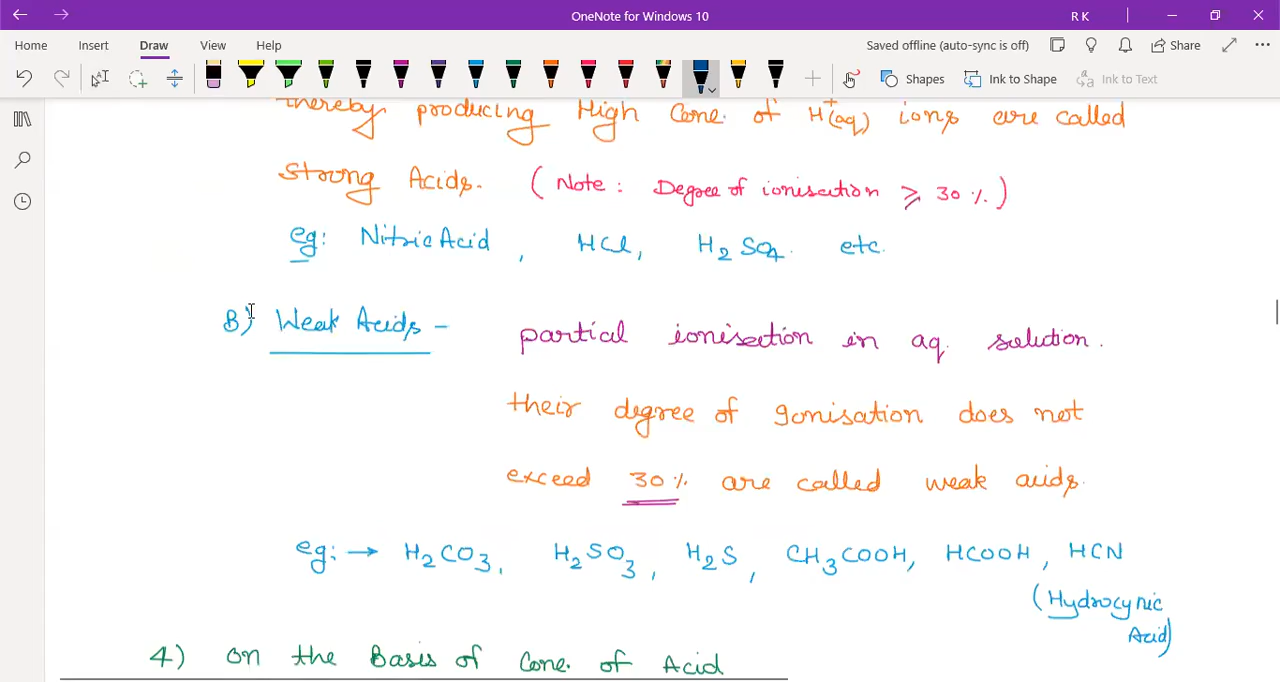 OneNote for Windows 10
R K
Home Insert Draw View Help
Saved offline (auto-sync is off) Share
Shapes Ink to Shape Ink to Text
thereby producing High Conc. of H+(aq) ions are called
strong Acids. (Note : Degree of ionisation ⩾ 30 %.)
eg: Nitric Acid , HCl, H2SO4. etc.
B) Weak Acids - partial ionisation in aq. solution.
their degree of ionisation does not
exceed 30 % are called weak acids.
eg: → H2CO3, H2SO3, H2S, CH3COOH, HCOOH, HCN
(Hydrocynic
Acid)
4) On the Basis of Conc. of Acid